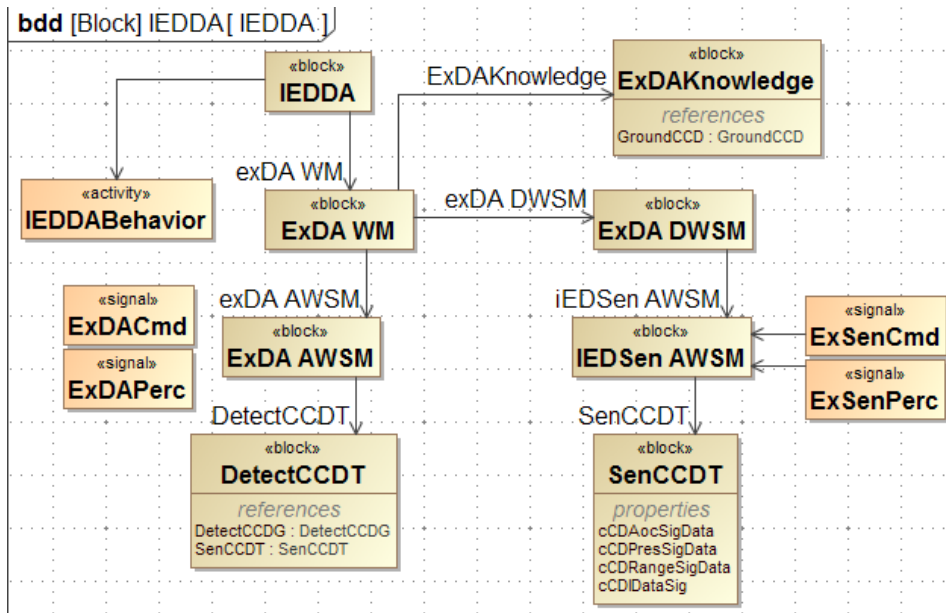 bdd [Block] IEDDA[ IEDDA ]
«block»
IEDDA
ExDAKnowledge
«block»
ExDAKnowledge
references
GroundCCD : GroundCCD
exDA WM
«activity»
IEDDABehavior
«block»
ExDA WM
exDA DWSM
«block»
ExDA DWSM
«signal»
ExDACmd
exDA AWSM
iEDSen AWSM
«block»
ExDA AWSM
«block»
IEDSen AWSM
«signal»
ExSenCmd
«signal»
ExDAPerc
«signal»
ExSenPerc
DetectCCDT
SenCCDT
«block»
DetectCCDT
references
DetectCCDG : DetectCCDG
SenCCDT : SenCCDT
«block»
SenCCDT
properties
cCDAocSigData
cCDPresSigData
cCDRangeSigData
cCDIDataSig